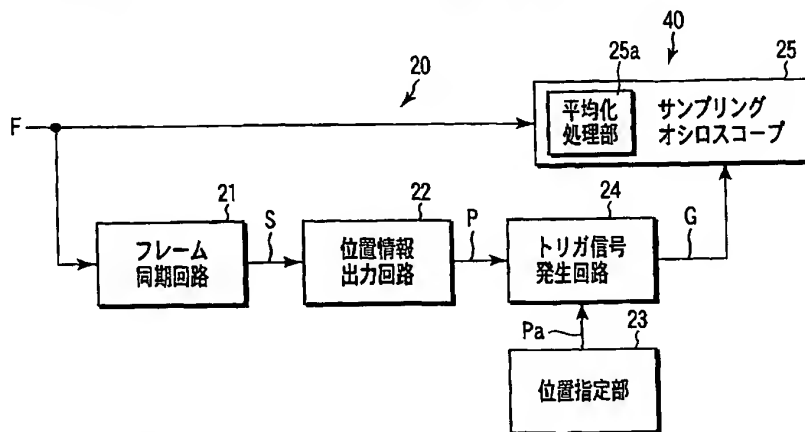 40
20
25a
25
平均化
処理部
サンプリング
オシロスコープ
F
21
S
22
P
24
G
フレーム
同期回路
位置情報
出力回路
トリガ信号
発生回路
Pa
23
位置指定部